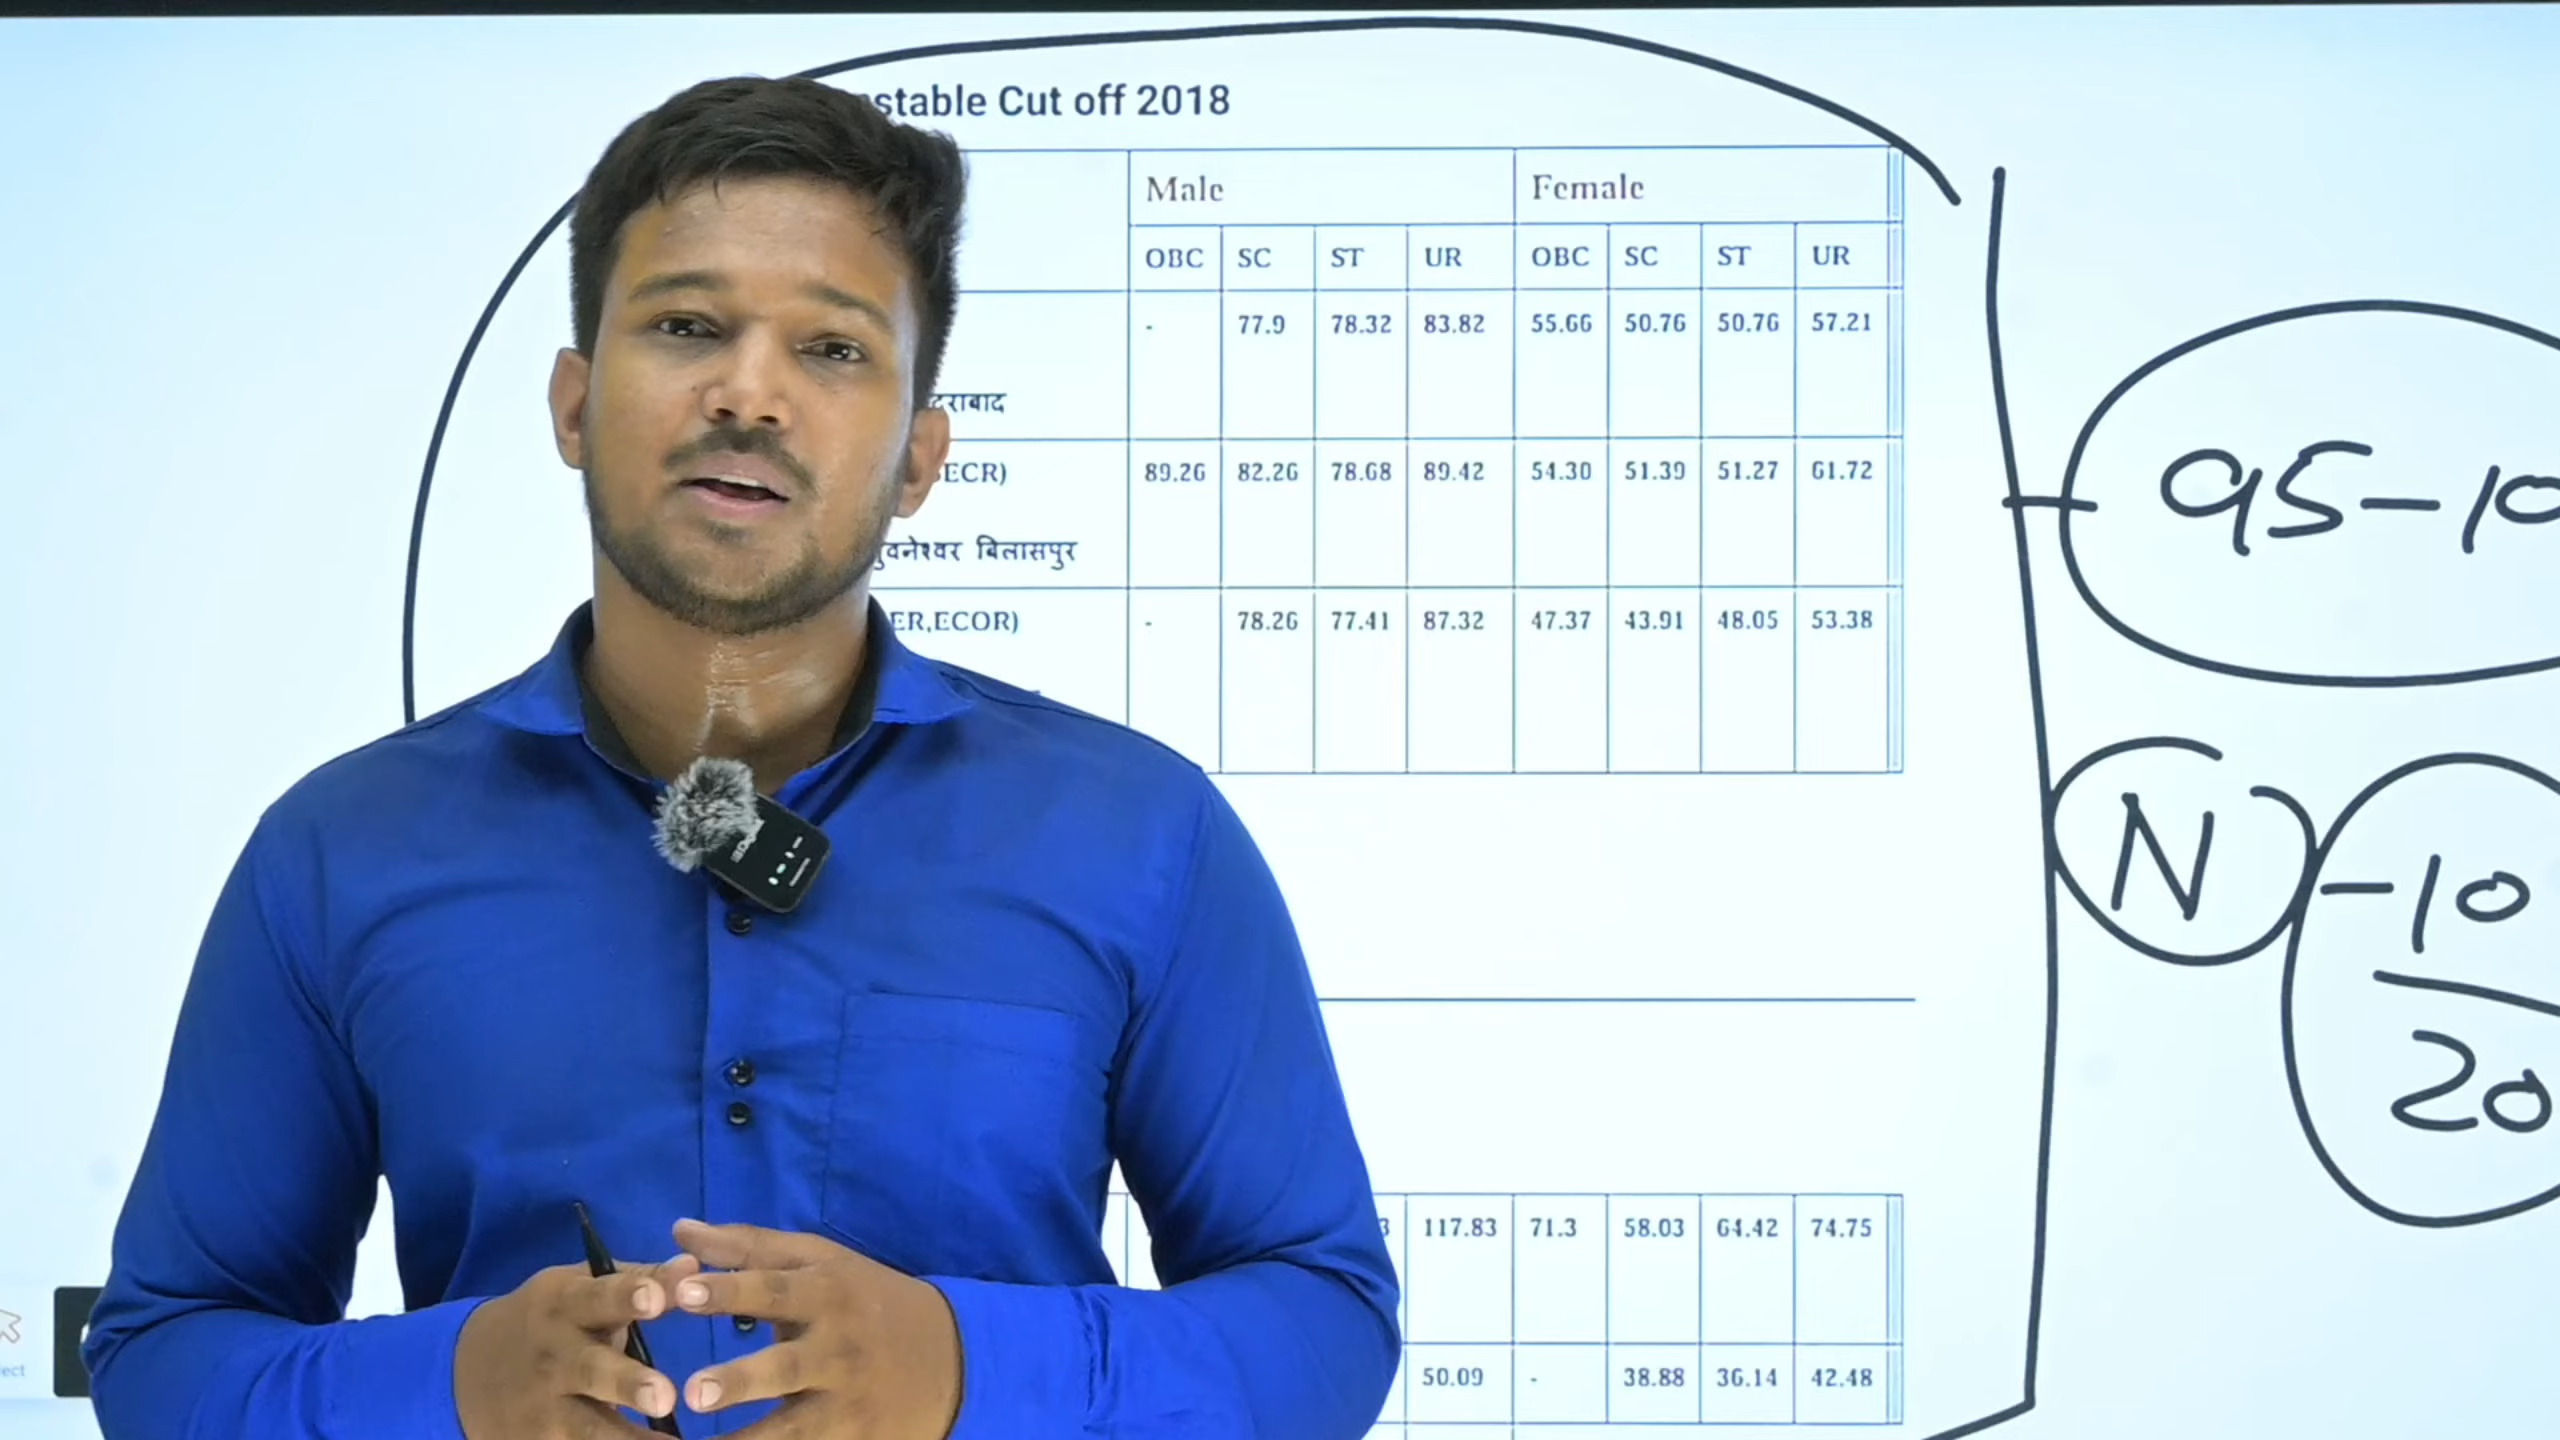 stable Cut off 2018
Male Female
OBC SC ST UR OBC SC ST UR
- 77.9 78.32 83.82 55.66 50.76 50.76 57.21
दराबाद
ECR) 89.26 82.26 78.68 89.42 54.30 51.39 51.27 61.72
वनेश्वर बिलासपुर
ER,ECOR) - 78.26 77.41 87.32 47.37 43.91 48.05 53.38
95-10
N
-10
20
3 117.83 71.3 58.03 64.42 74.75
50.09 - 38.88 36.14 42.48
ect